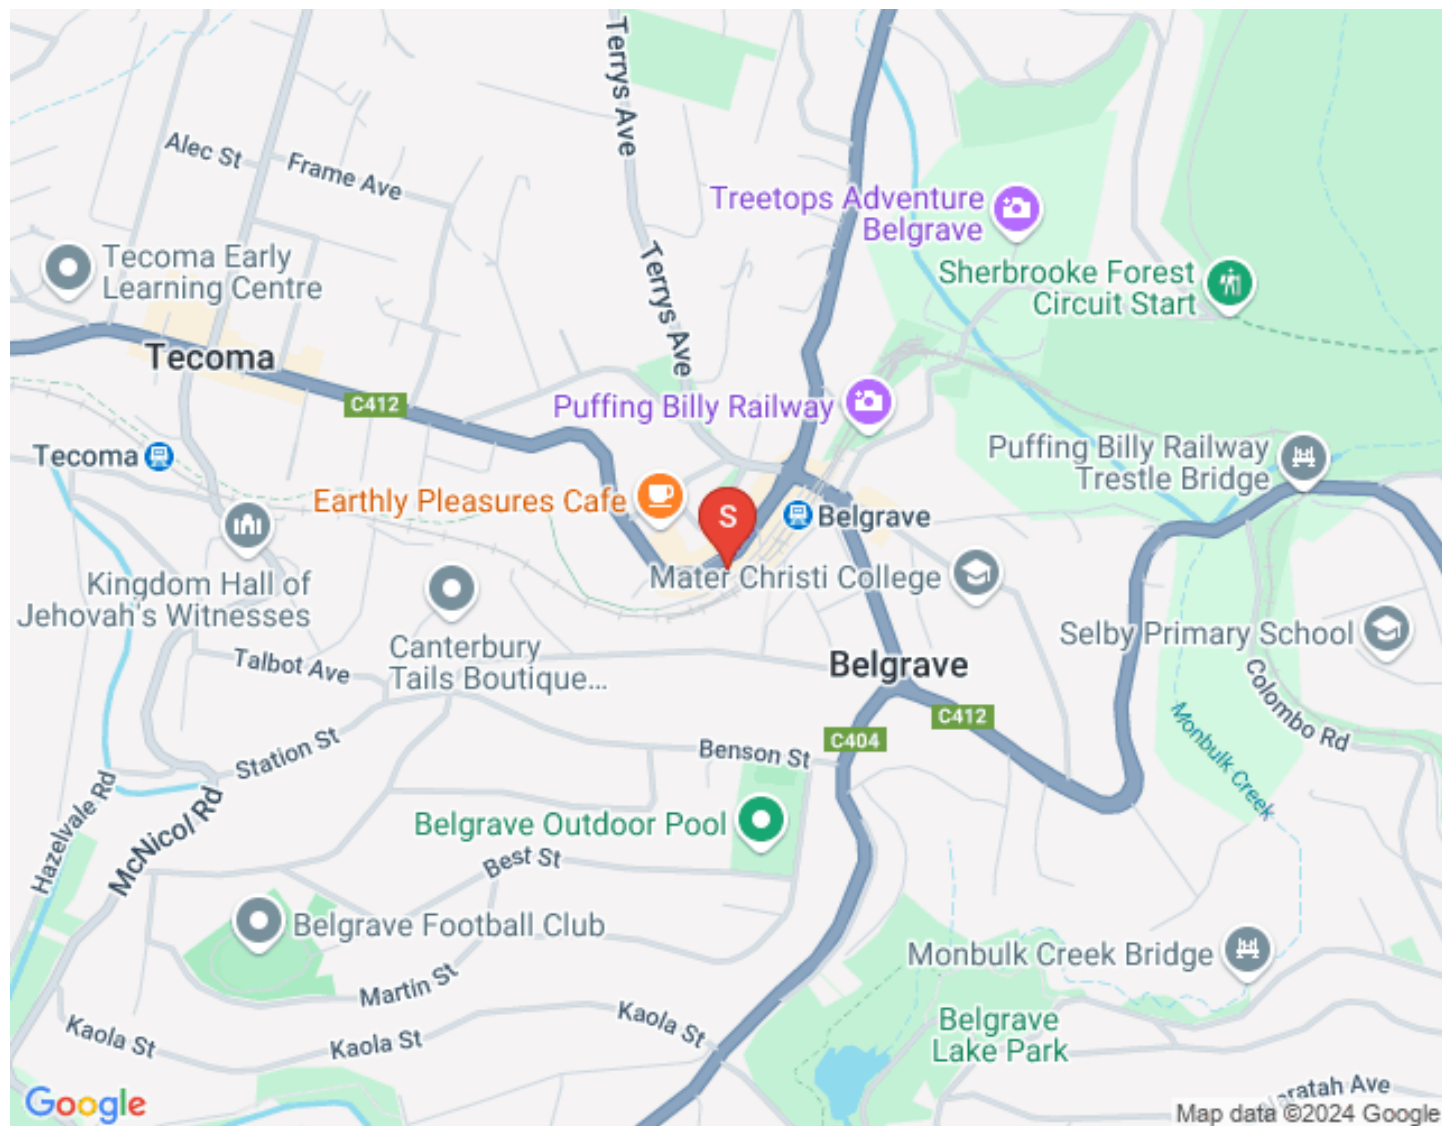 Terrys Ave
Alec St
Frame Ave
Treetops Adventure
Belgrave
Tecoma Early
Learning Centre
Terrys Ave
Sherbrooke Forest
Circuit Start
Tecoma
C412
Puffing Billy Railway
Tecoma
Puffing Billy Railway
Trestle Bridge
Earthly Pleasures Cafe
S
Belgrave
Kingdom Hall of
Jehovah's Witnesses
Mater Christi College
Canterbury
Tails Boutique...
Selby Primary School
Talbot Ave
Belgrave
Colombo Rd
C412
C404
Monbulk Creek
Station St
Benson St
Hazelvale Rd
McNicol Rd
Belgrave Outdoor Pool
Best St
Belgrave Football Club
Monbulk Creek Bridge
Martin St
Kaola St
Kaola St
Kaola St
Belgrave
Lake Park
Ave
Google
Map data ©2024 Google